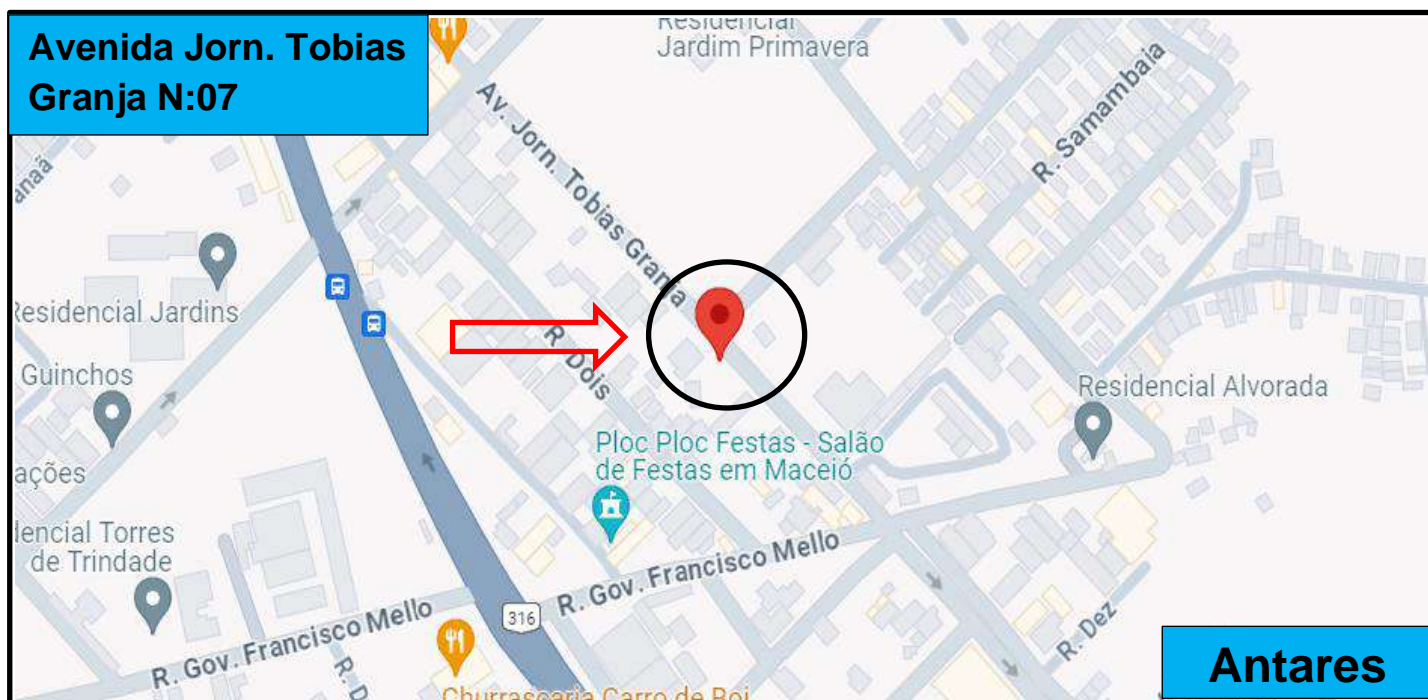 Avenida Jorn. Tobias
Granja N:07
Residencial
Jardim Primavera
Av. Jorn. Tobias Granja
R. Samambaia
anaã
Residencial Jardins
R. Dois
Guinchos
Residencial Alvorada
Ploc Ploc Festas - Salão
de Festas em Maceió
ações
dencial Torres
de Trindade
R. Gov. Francisco Mello
316
R. Gov. Francisco Mello
R. Dez
R. D
Churrascaria Carro de Boi
Antares